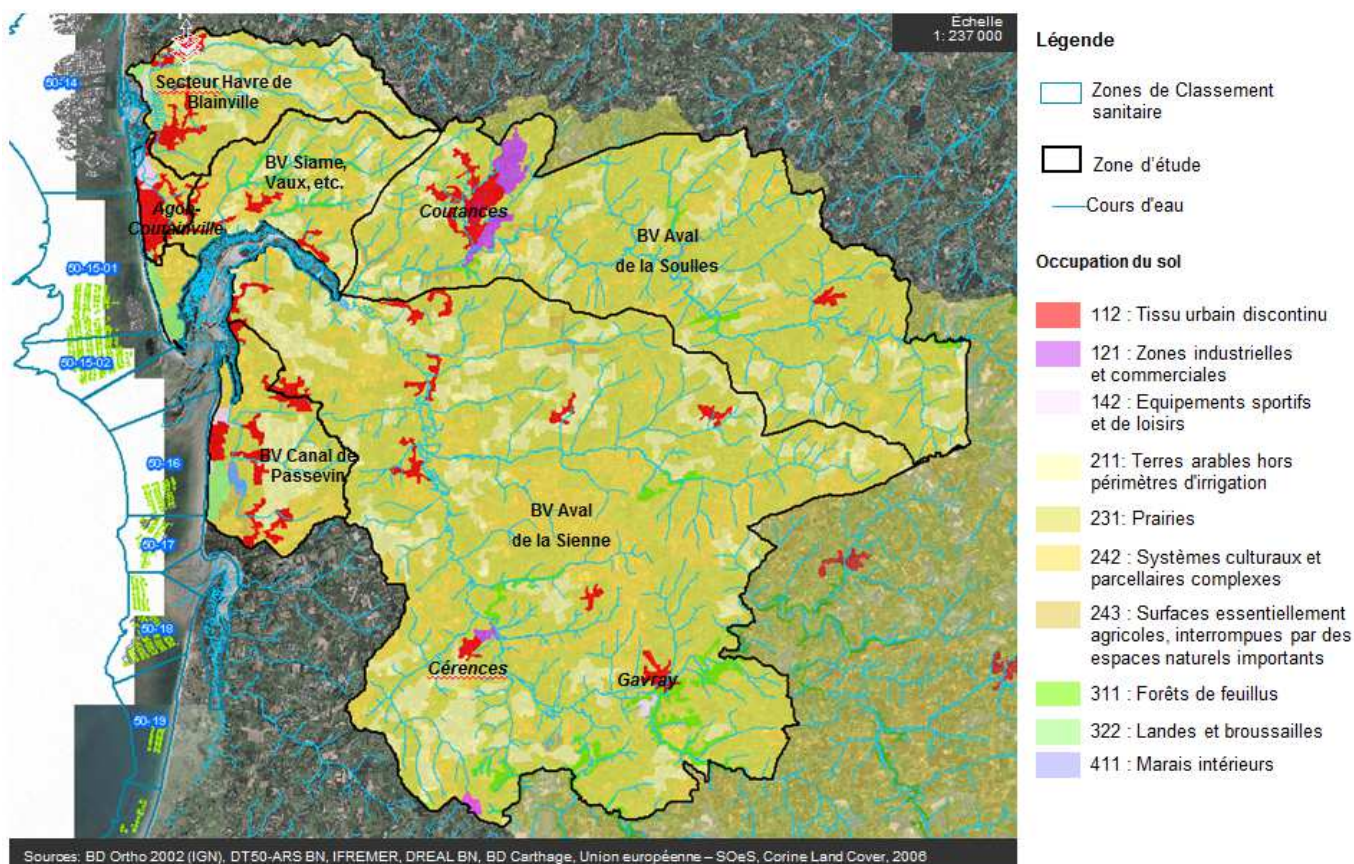 Echelle
1: 237 000
50-14
Secteur Havre de
Blainville
BV Siame,
Vaux, etc.
Agon-
Coutainville
Coutances
BV Aval
de la Soulles
50-15-01
50-15-02
50-16
BV Canal de
Passevin
50-17
BV Aval
de la Sienne
50-18
Cérences
Gavray
50-19
Sources: BD Ortho 2002 (IGN), DT50-ARS BN, IFREMER, DREAL BN, BD Carthage, Union européenne – SOeS, Corine Land Cover, 2006
Légende
Zones de Classement
sanitaire
Zone d'étude
Cours d'eau
Occupation du sol
112 : Tissu urbain discontinu
121 : Zones industrielles
et commerciales
142 : Equipements sportifs
et de loisirs
211: Terres arables hors
périmètres d'irrigation
231: Prairies
242 : Systèmes culturaux et
parcellaires complexes
243 : Surfaces essentiellement
agricoles, interrompues par des
espaces naturels importants
311 : Forêts de feuillus
322 : Landes et broussailles
411 : Marais intérieurs